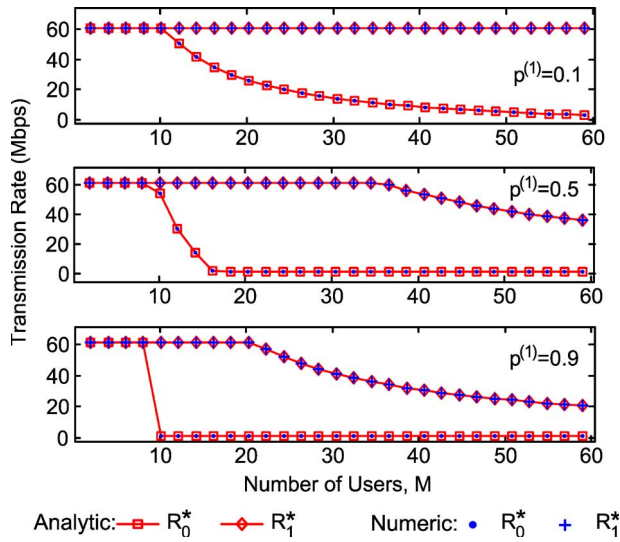 Transmission Rate (Mbps)
60
40
20
0
p(1)=0.1
10 20 30 40 50 60
60
40
20
0
p(1)=0.5
10 20 30 40 50 60
60
40
20
0
p(1)=0.9
10 20 30 40 50 60
Number of Users, M
Analytic: R0* R1* Numeric: R0* R1*